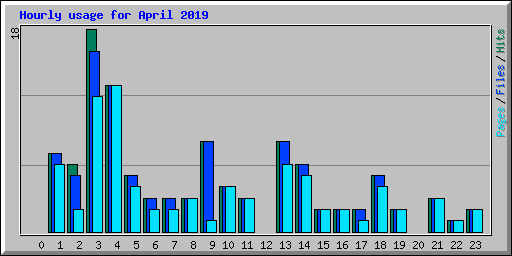 Hourly usage for April 2019
18
Pages/Files/Hits
0 1 2 3 4 5 6 7 8 9 10 11 12 13 14 15 16 17 18 19 20 21 22 23